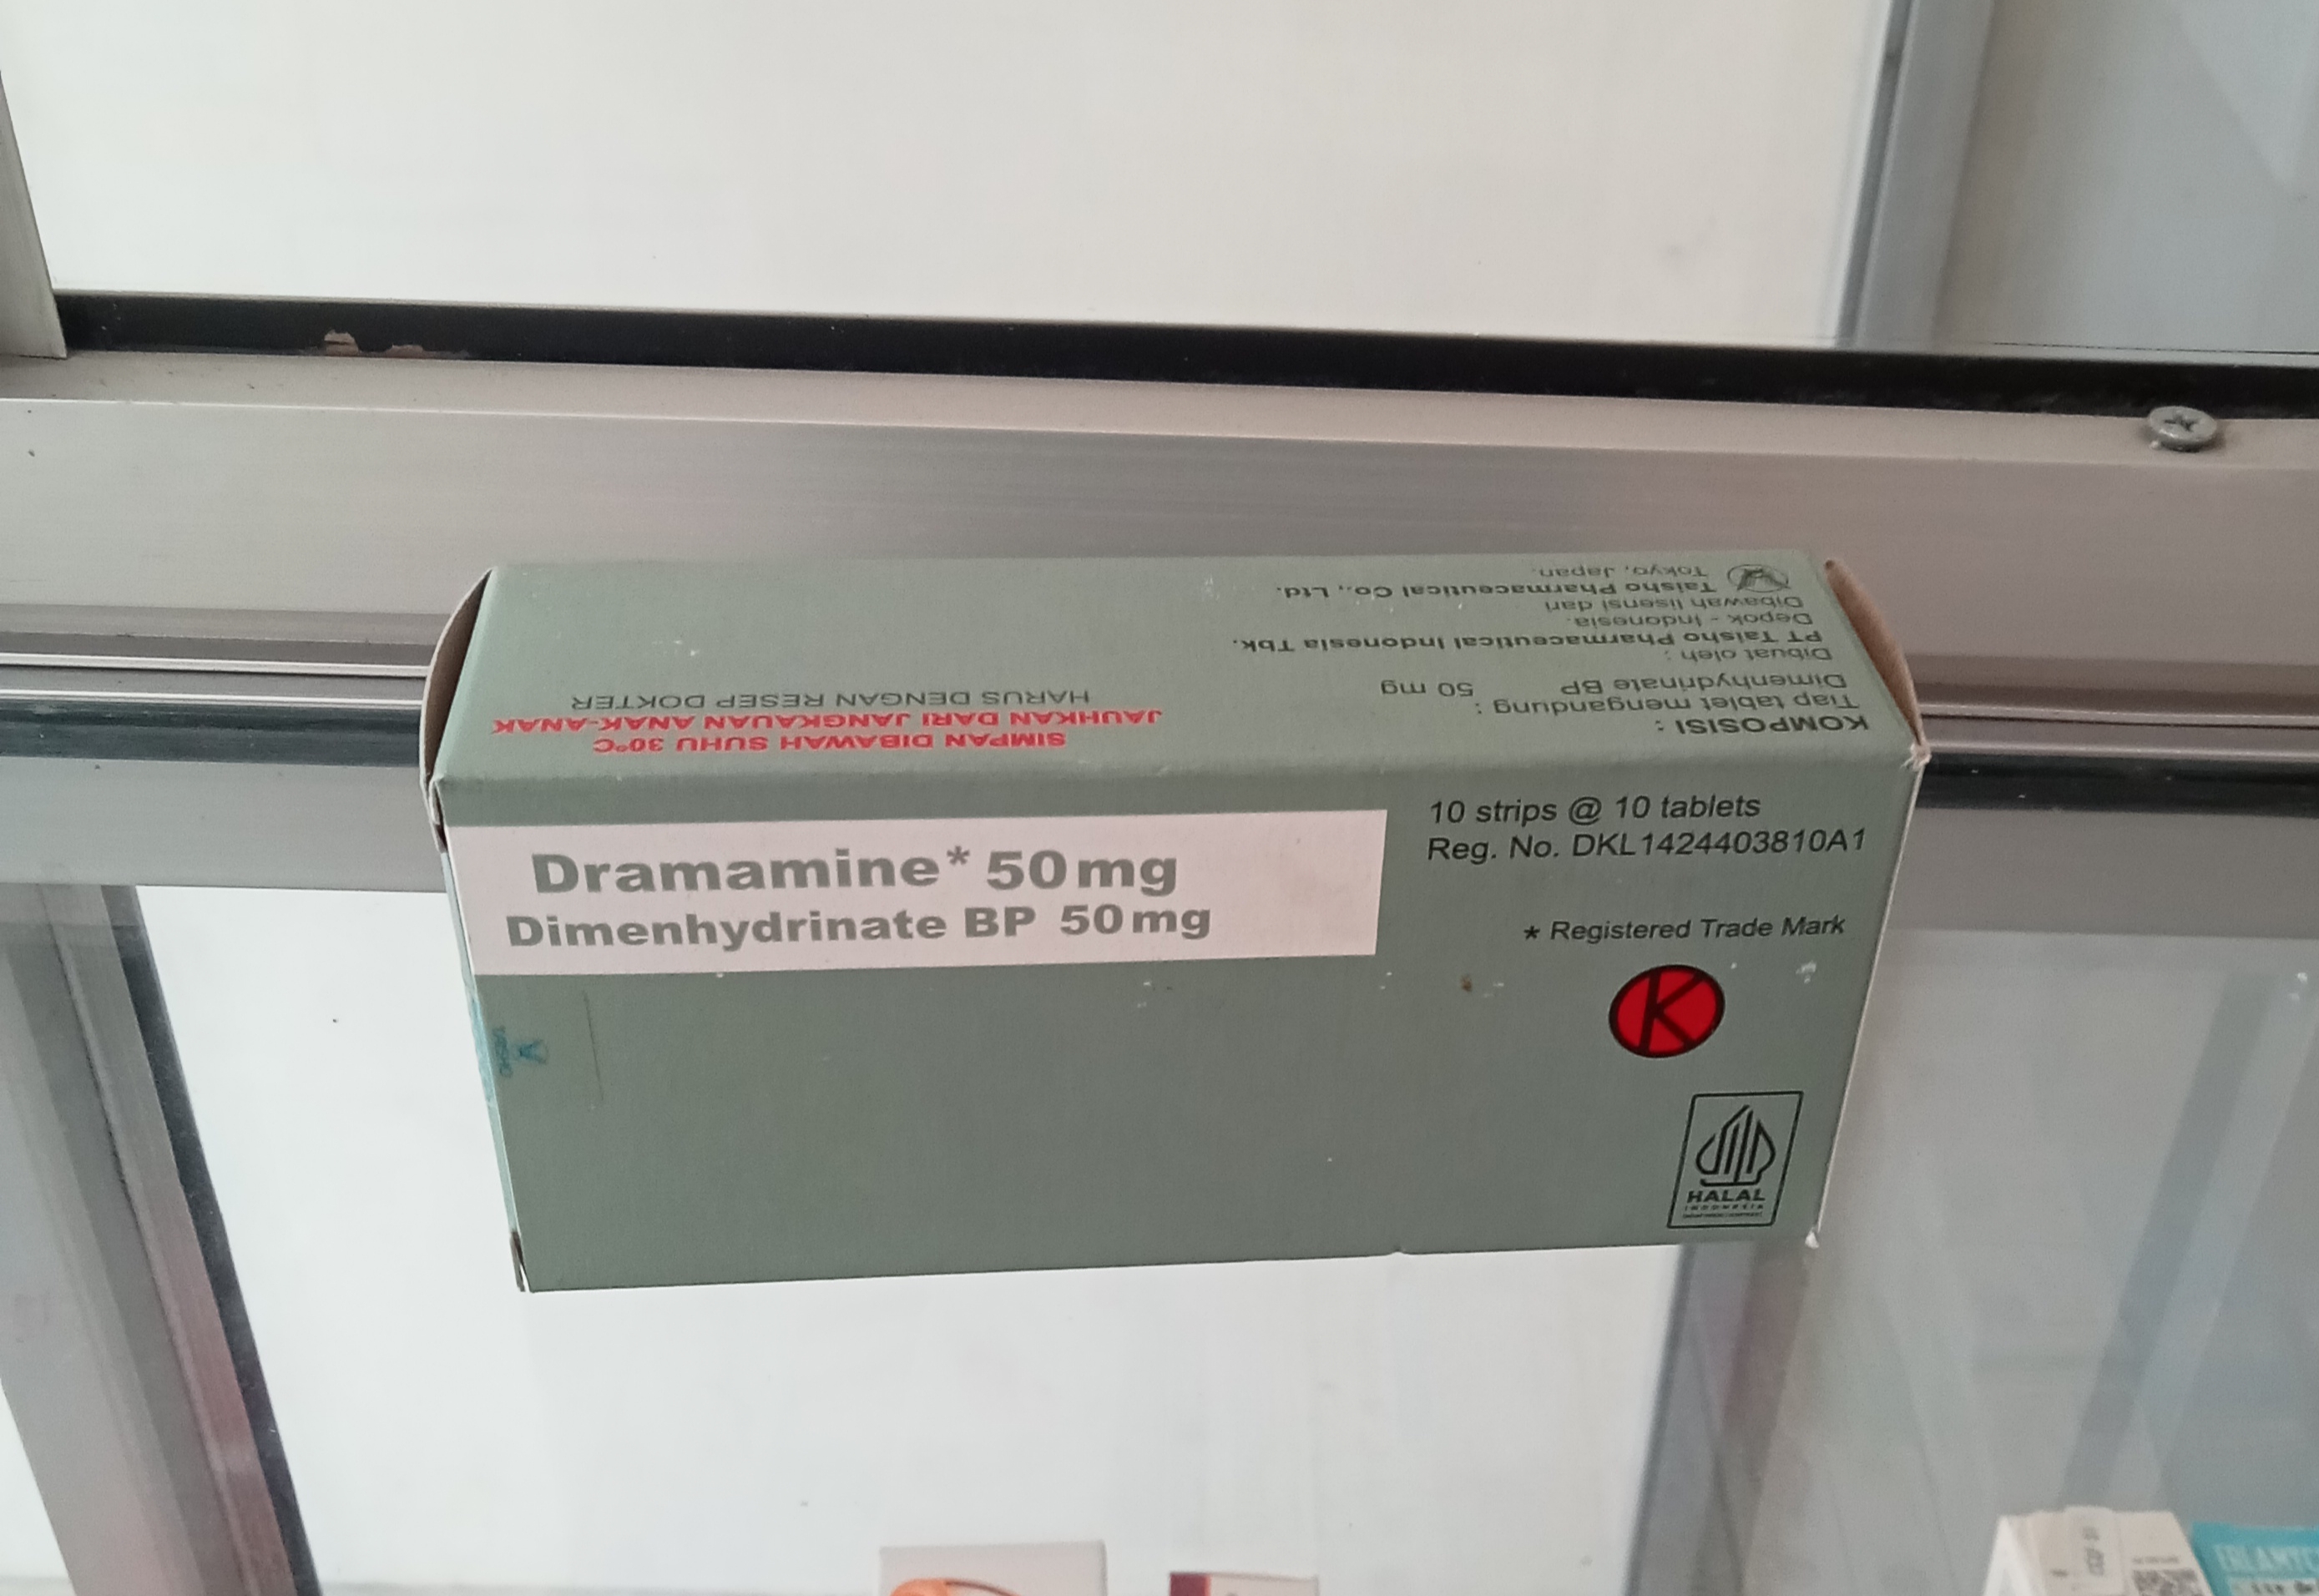 Dramamine* 50 mg
Dimenhydrinate BP 50 mg
10 strips @ 10 tablets
Reg. No. DKL1424403810A1
* Registered Trade Mark
K
HALAL
INDONESIA
KOMPOSISI :
Tiap tablet mengandung :
Dimenhydrinate BP 50 mg
Dibuat oleh :
PT Taisho Pharmaceutical Indonesia Tbk.
Depok - Indonesia.
Dibawah lisensi dari
Taisho Pharmaceutical Co., Ltd.
Tokyo, Japan.
SIMPAN DIBAWAH SUHU 30°C
JAUHKAN DARI JANGKAUAN ANAK-ANAK
HARUS DENGAN RESEP DOKTER